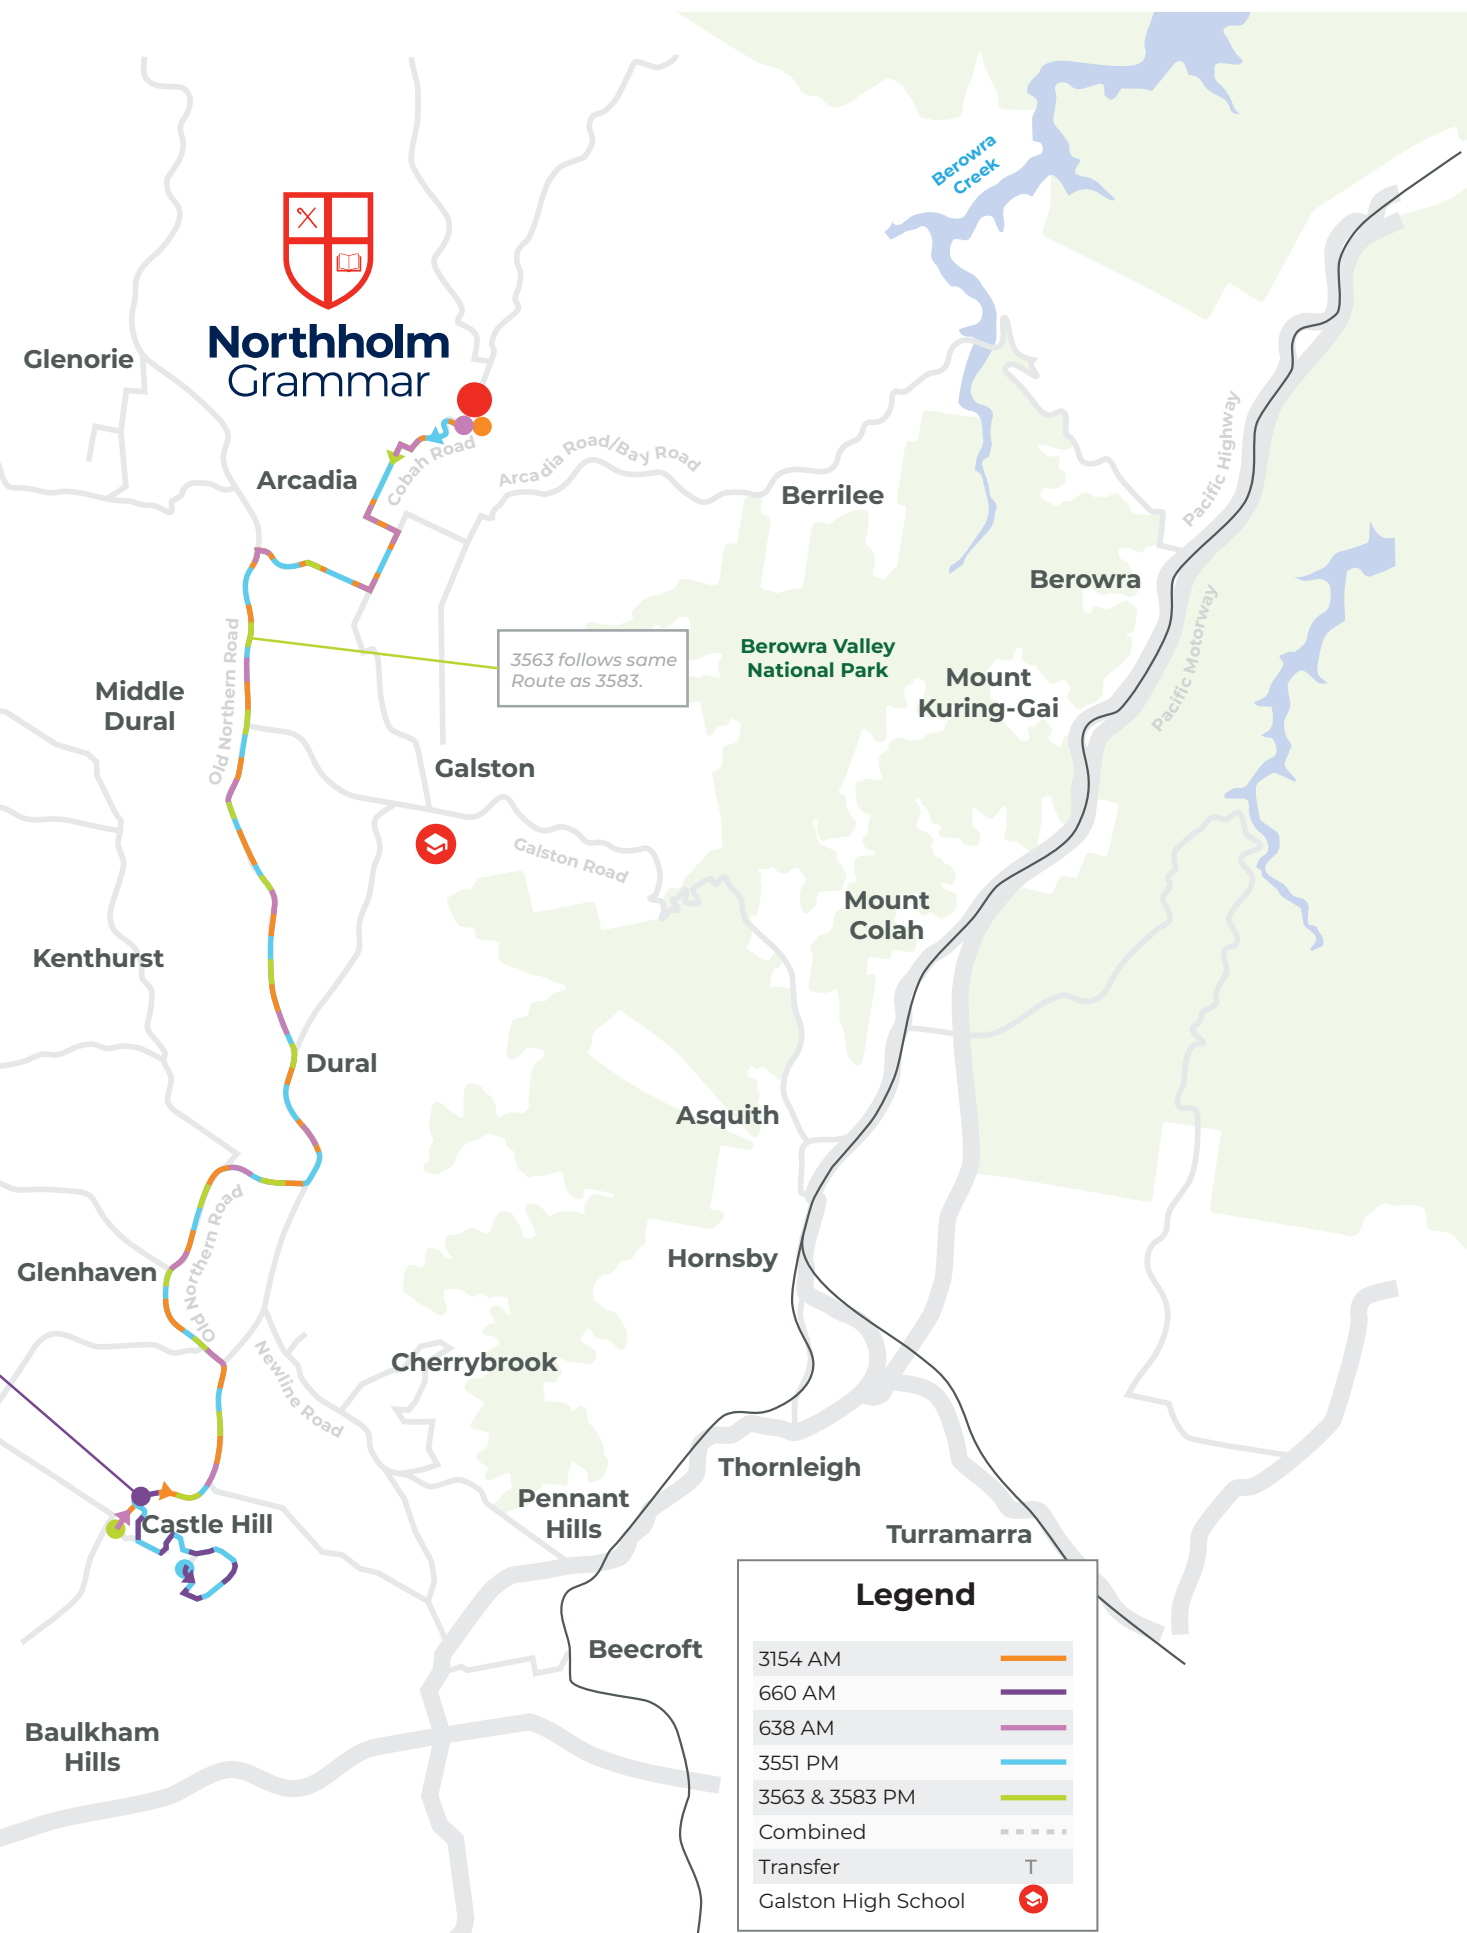 Berowra
Creek
Northholm
Grammar
Glenorie
Pacific Highway
Cobah Road
Arcadia Road/Bay Road
Arcadia
Berrilee
Berowra
Pacific Motorway
Old Northern Road
3563 follows same
Route as 3583.
Berowra Valley
National Park
Mount
Kuring-Gai
Middle
Dural
Galston
Galston Road
Mount
Colah
Kenthurst
Dural
Asquith
Old Northern Road
Hornsby
Glenhaven
Newline Road
Cherrybrook
Thornleigh
Pennant
Hills
Castle Hill
Turramarra
Beecroft
Baulkham
Hills
Legend
3154 AM
660 AM
638 AM
3551 PM
3563 & 3583 PM
Combined
Transfer T
Galston High School